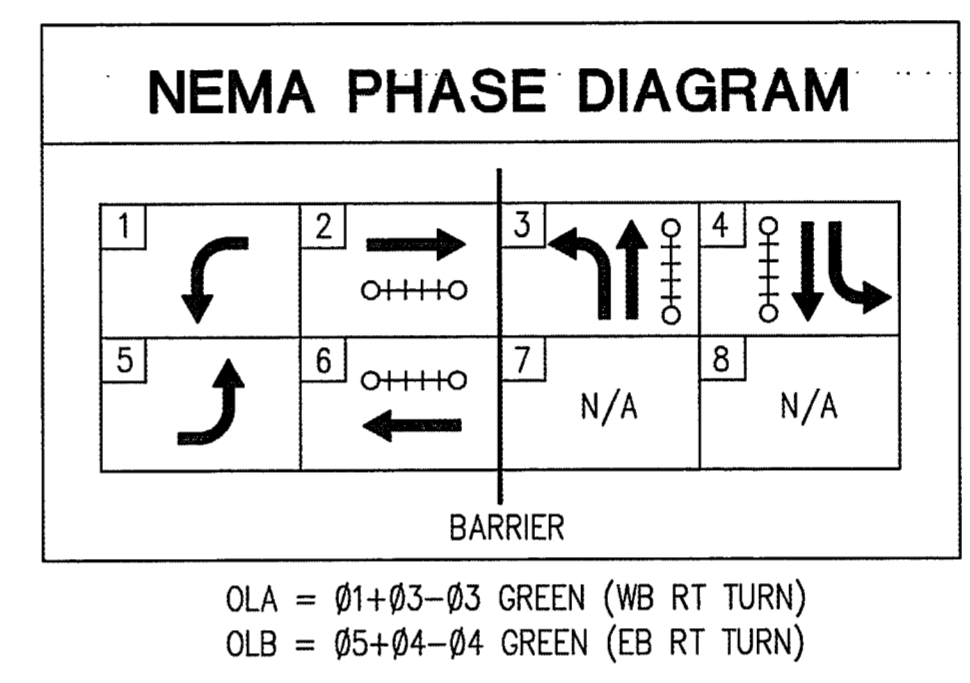 NEMA PHASE DIAGRAM
1 2 3 4
5 6 7 8
N/A N/A
BARRIER
OLA = Ø1+Ø3-Ø3 GREEN (WB RT TURN)
OLB = Ø5+Ø4-Ø4 GREEN (EB RT TURN)